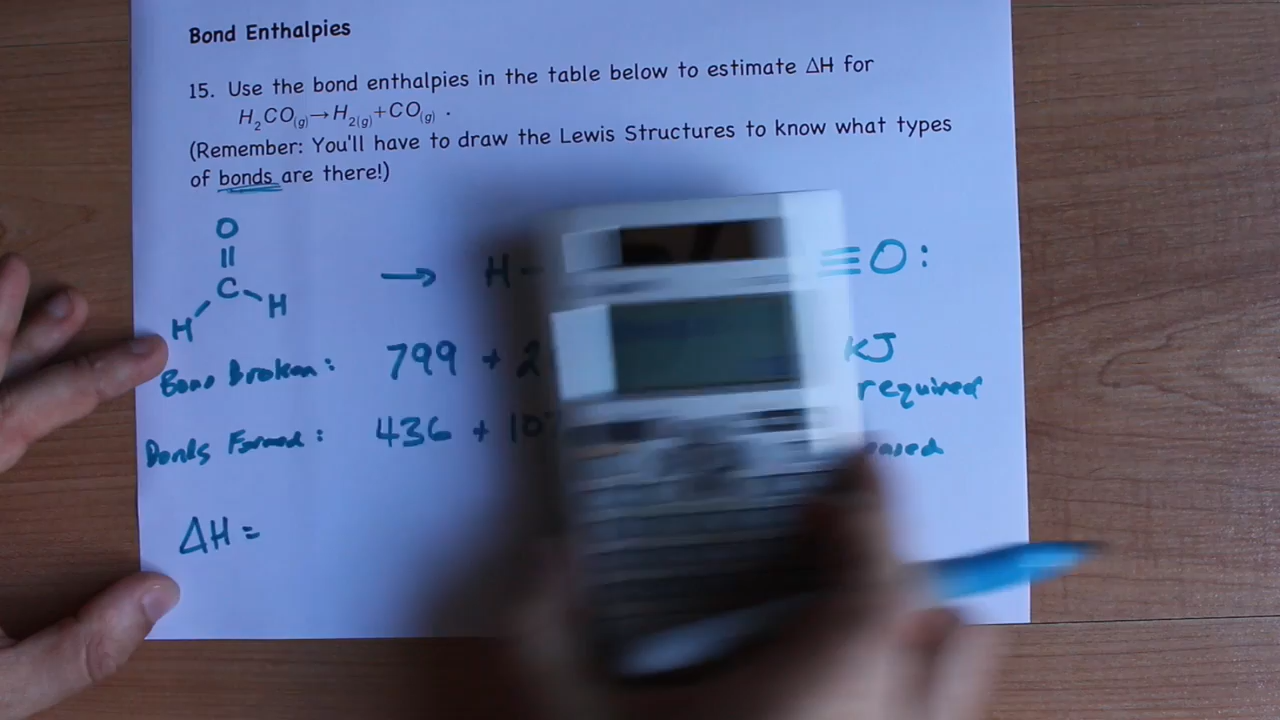 Bond Enthalpies
15. Use the bond enthalpies in the table below to estimate ΔH for
H₂CO(g)→H₂(g)+CO(g) .
(Remember: You'll have to draw the Lewis Structures to know what types
of bonds are there!)
O
||
C
H H
→ H- ≡O:
Bond Broken: 799 + 2 kJ
required
Bonds Formed: 436 + 10
ΔH =